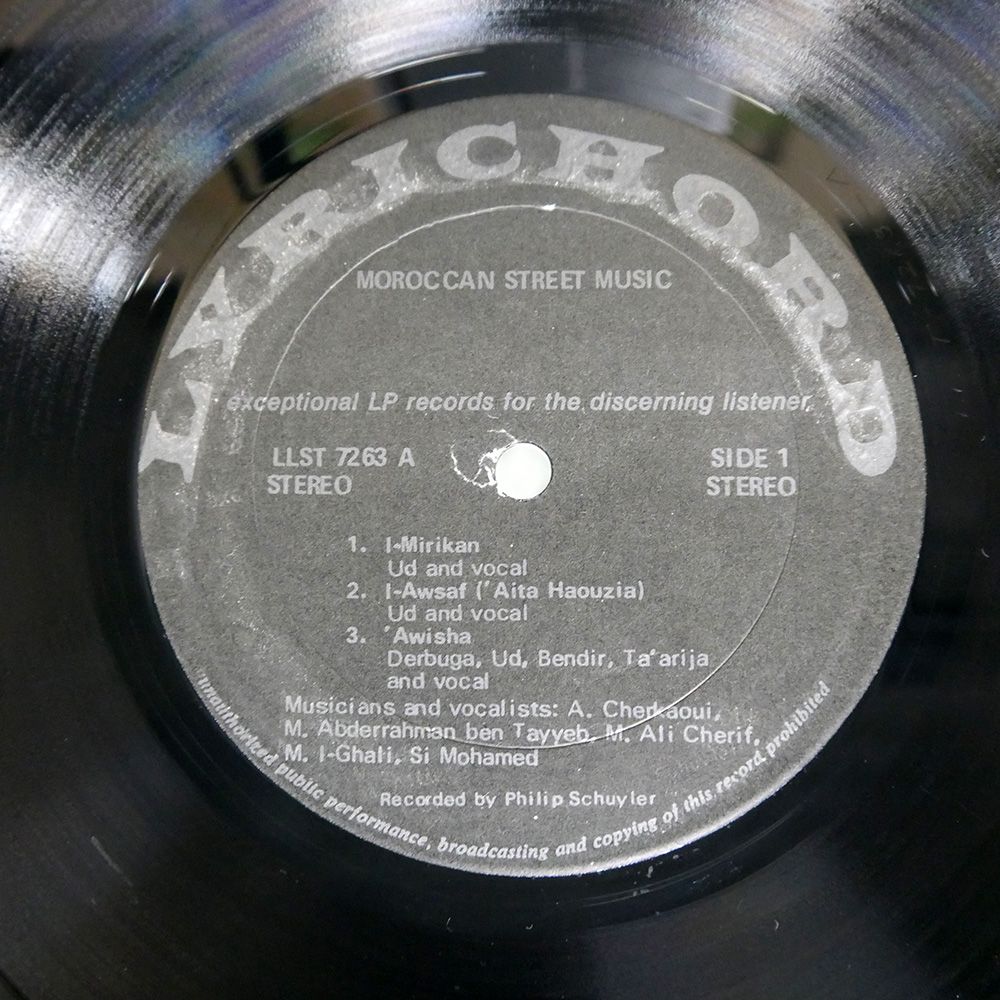 LYRICHORD
MOROCCAN STREET MUSIC
exceptional LP records for the discerning listener
LLST 7263 A
STEREO
SIDE 1
STEREO
1. l-Mirikan
Ud and vocal
2. l-Awsaf ('Aita Haouzia)
Ud and vocal
3. 'Awisha
Derbuga, Ud, Bendir, Ta'arija
and vocal
Musicians and vocalists: A. Cherkaoui,
M. Abderrahman ben Tayyeb, M. Ali Cherif,
M. l-Ghali, Si Mohamed
Recorded by Philip Schuyler
unauthorized public performance, broadcasting and copying of this record prohibited